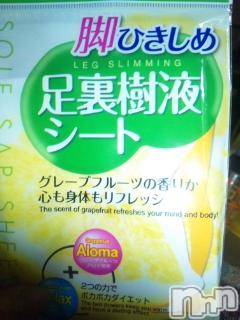 SOLE SAP SHE
脚ひきしめ
LEG SLIMMING
足裏樹液
シート
グレープフルーツの香りが
心も身体もリフレッシ
The scent of grapefruit refreshes your mind and body!
Aloma
+
2つの力で
ポカポカダイエット